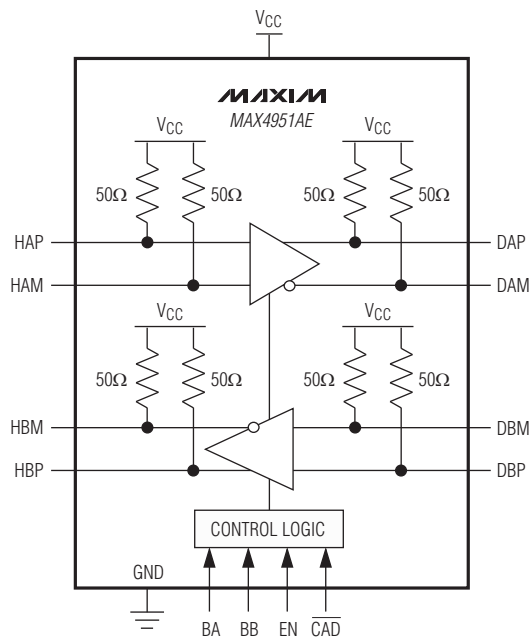 VCC
MAXIM
MAX4951AE
VCC VCC
50Ω 50Ω 50Ω 50Ω
HAP DAP
HAM DAM
VCC VCC
50Ω 50Ω 50Ω 50Ω
HBM DBM
HBP DBP
CONTROL LOGIC
GND
BA BB EN C̅A̅D̅